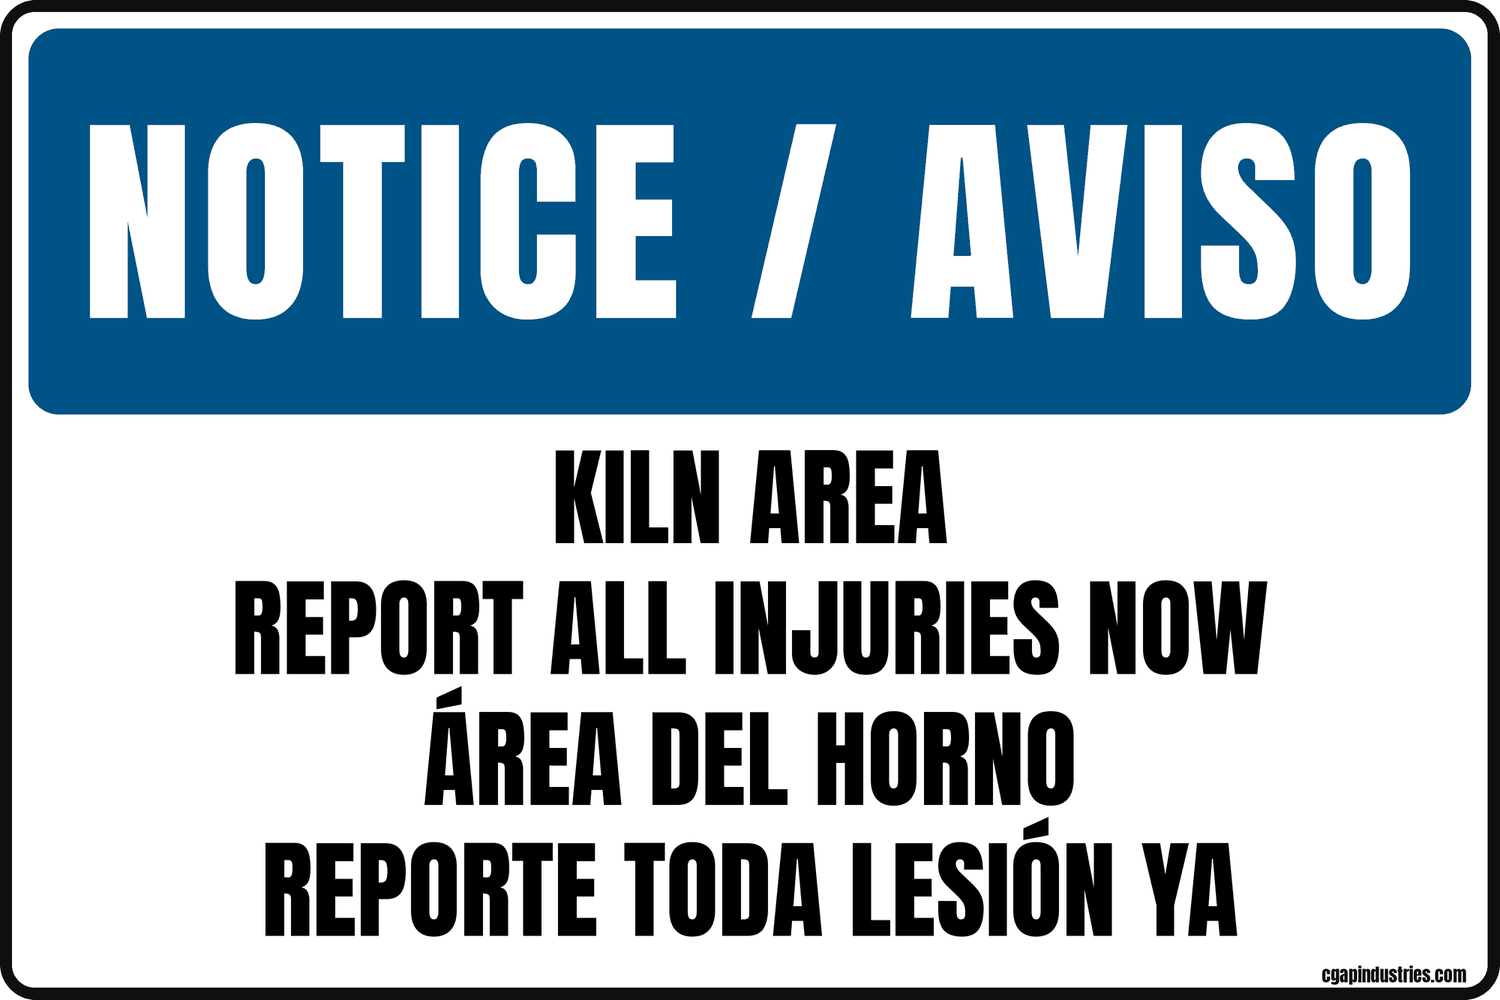 NOTICE / AVISO
KILN AREA
REPORT ALL INJURIES NOW
ÁREA DEL HORNO
REPORTE TODA LESIÓN YA
cgapindustries.com